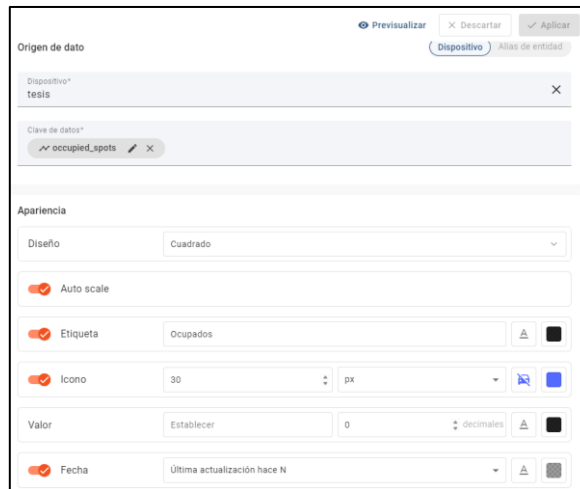 Previsualizar Descartar Aplicar
Origen de dato Dispositivo Alias de entidad
Dispositivo*
tesis
Clave de datos*
occupied_spots
Apariencia
Diseño Cuadrado
Auto scale
Etiqueta Ocupados
Icono 30 px
Valor Establecer 0 decimales
Fecha Última actualización hace N